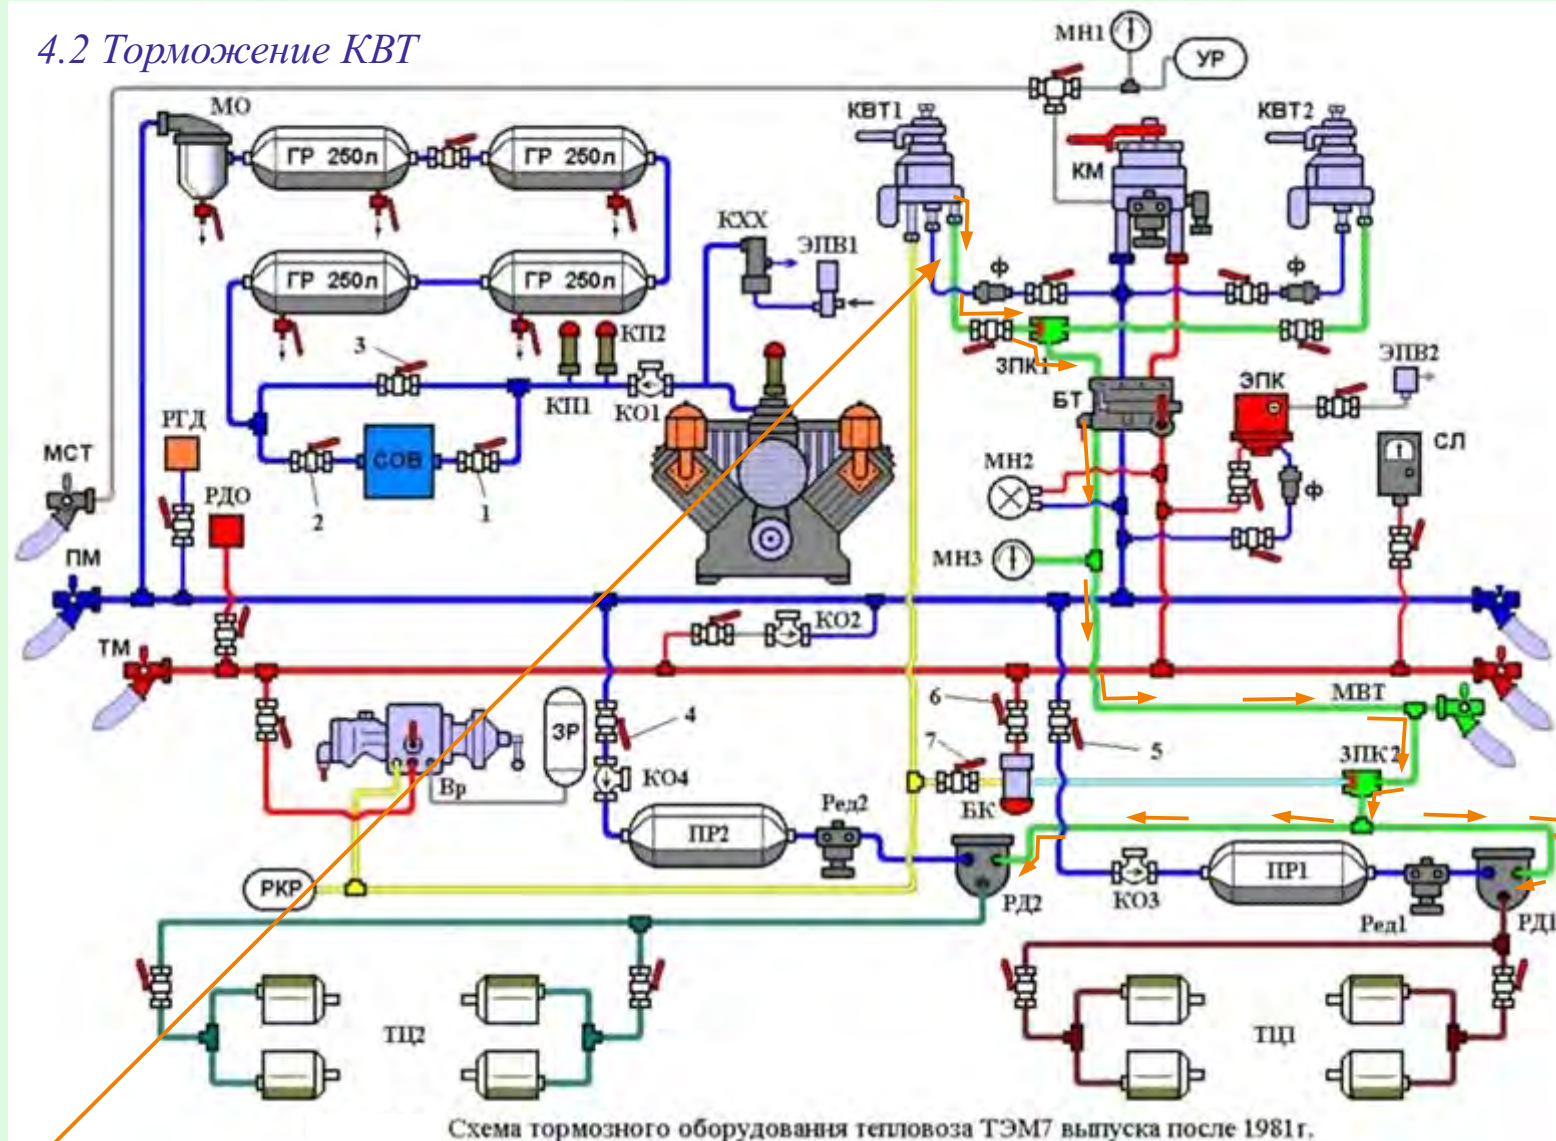 4.2 Торможение КВТ
МН1
УР
МО
КВТ1
КМ
КВТ2
ГР 250л
ГР 250л
КХХ
ЭПВ1
ф
ф
ГР 250л
ГР 250л
КП2
3
КП1
КО1
ЗПК1
ЭПВ2
ЭПК
БТ
РГД
СОВ
СЛ
МСТ
МН2
ф
РДО
2
1
МН3
ПМ
КО2
ТМ
МВТ
6
4
5
ЗР
7
ЗПК2
КО4
Вр
БК
Ред2
ПР2
ПР1
РКР
КО3
РД2
Ред1
РД1
ТЦ2
ТЦ1
Схема тормозного оборудования тепловоза ТЭМ7 выпуска после 1981г.